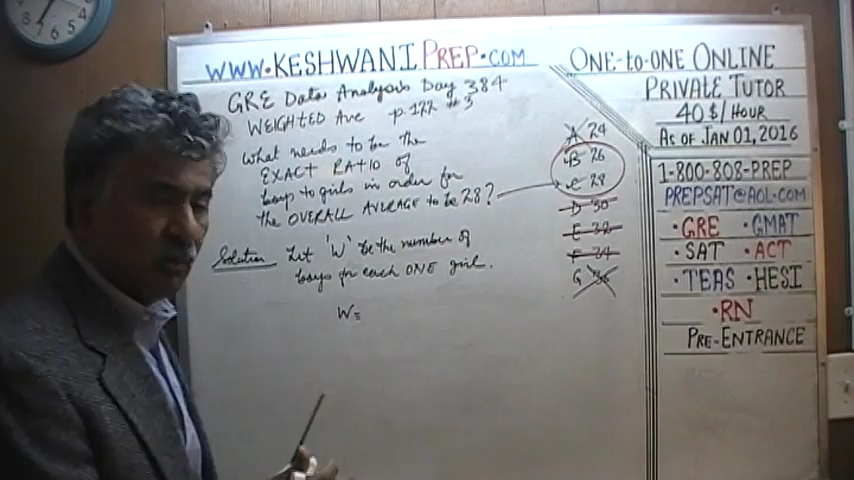 WWW.KESHWANIPREP.COM
GRE Data Analysis Day 384
WEIGHTED AVE p.122 #3
What needs to be the
EXACT RATIO OF
boys to girls in order for
the OVERALL AVERAGE to be 28?
Solution Let 'W' be the number of
boys for each ONE girl.
W=
A 24
B 26
C 28
D 30
E 32
F 34
G 36
ONE-TO-ONE ONLINE
PRIVATE TUTOR
40 $/HOUR
AS OF JAN 01, 2016
1-800-808-PREP
PREPSAT@AOL.COM
•GRE •GMAT
•SAT •ACT
•TEAS •HESI
•RN
PRE-ENTRANCE